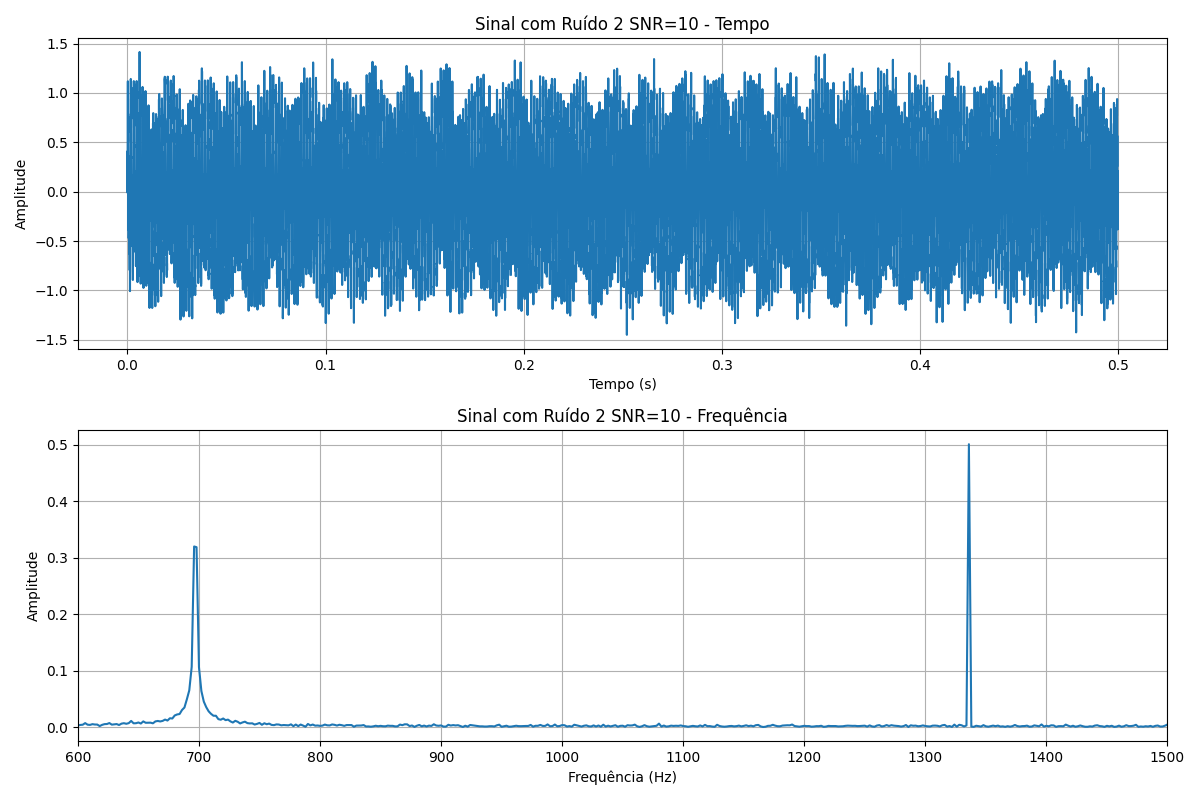 Sinal com Ruído 2 SNR=10 - Tempo
1.5
1.0
0.5
0.0
−0.5
−1.0
−1.5
Amplitude
0.0 0.1 0.2 0.3 0.4 0.5
Tempo (s)
Sinal com Ruído 2 SNR=10 - Frequência
0.5
0.4
0.3
0.2
0.1
0.0
Amplitude
600 700 800 900 1000 1100 1200 1300 1400 1500
Frequência (Hz)